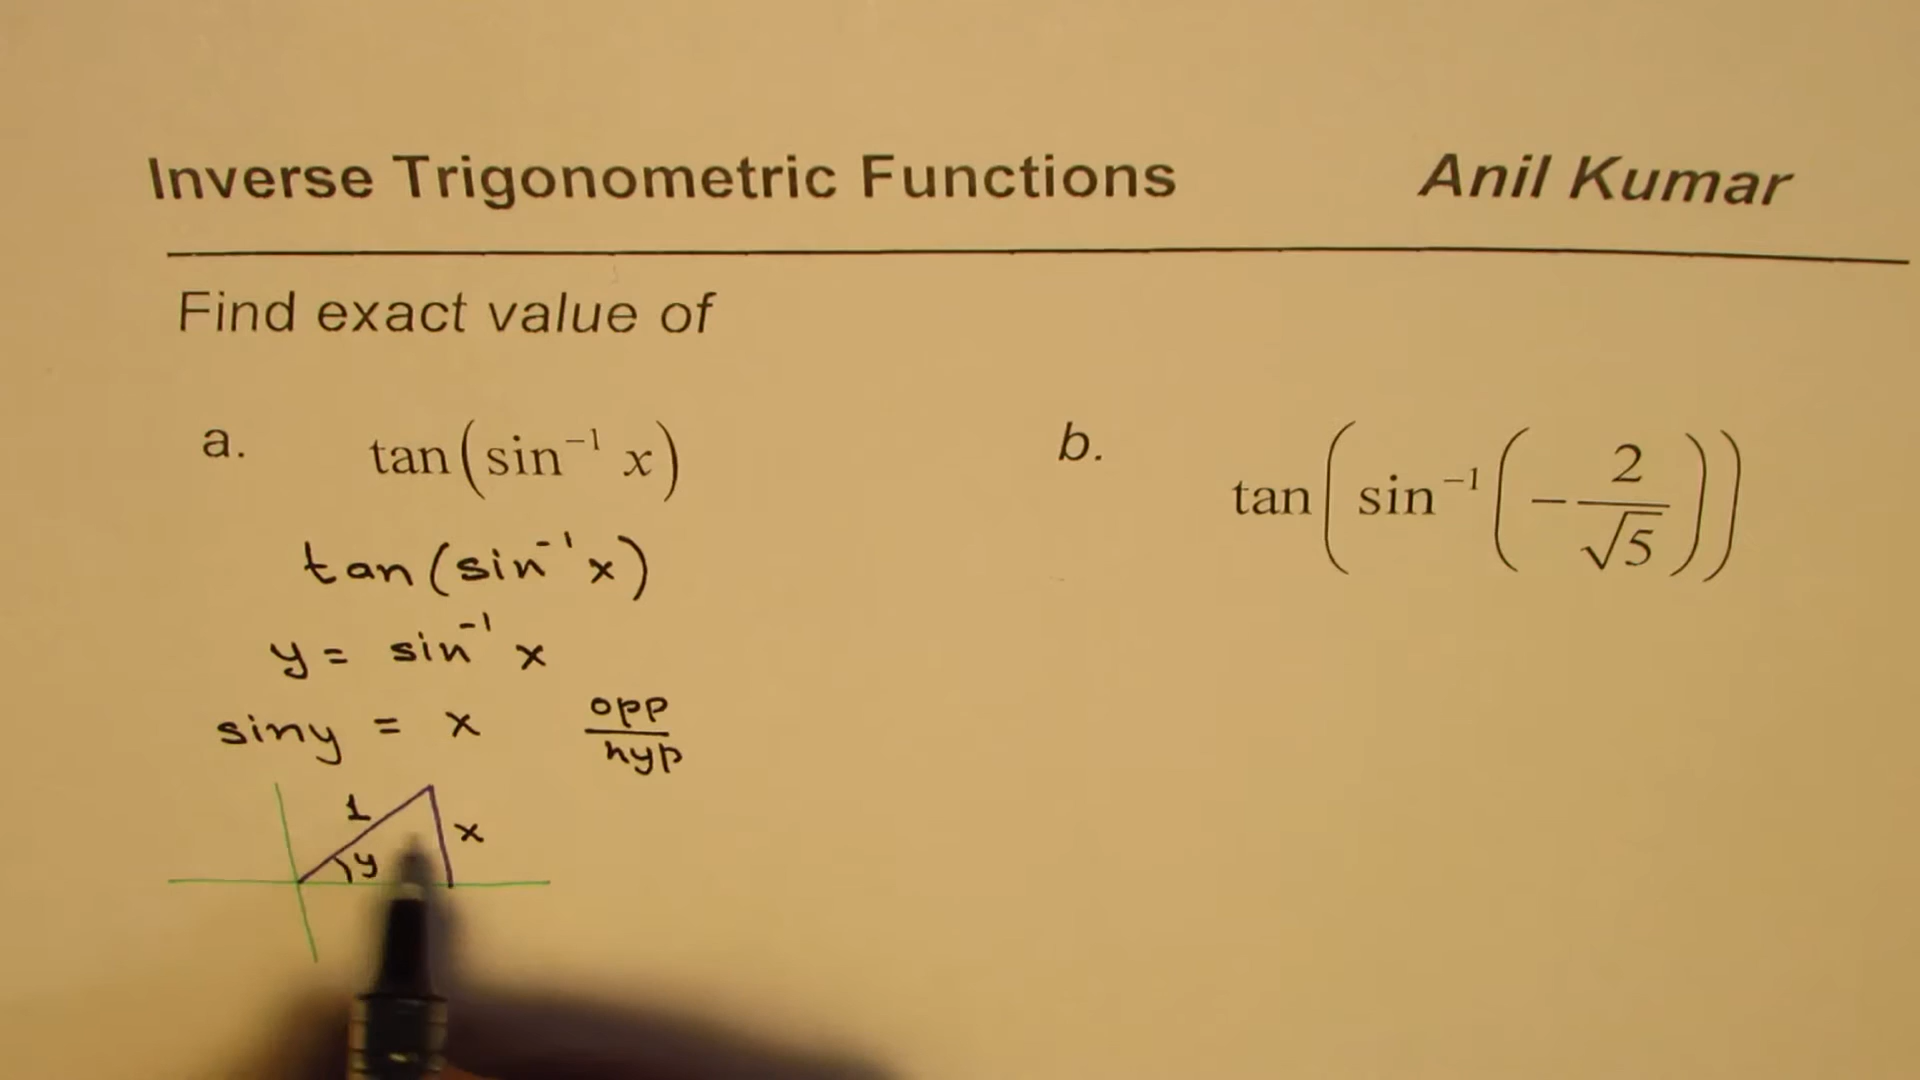 Inverse Trigonometric Functions Anil Kumar
Find exact value of
a. tan(sin⁻¹ x)
b. tan(sin⁻¹(-2/√5))
tan(sin⁻¹x)
y = sin⁻¹ x
siny = x opp/hyp
1
x
y